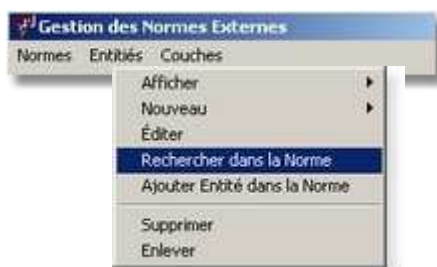 Gestion des Normes Externes
Normes Entitiés Couches
Afficher
Nouveau
Éditer
Rechercher dans la Norme
Ajouter Entité dans la Norme
Supprimer
Enlever